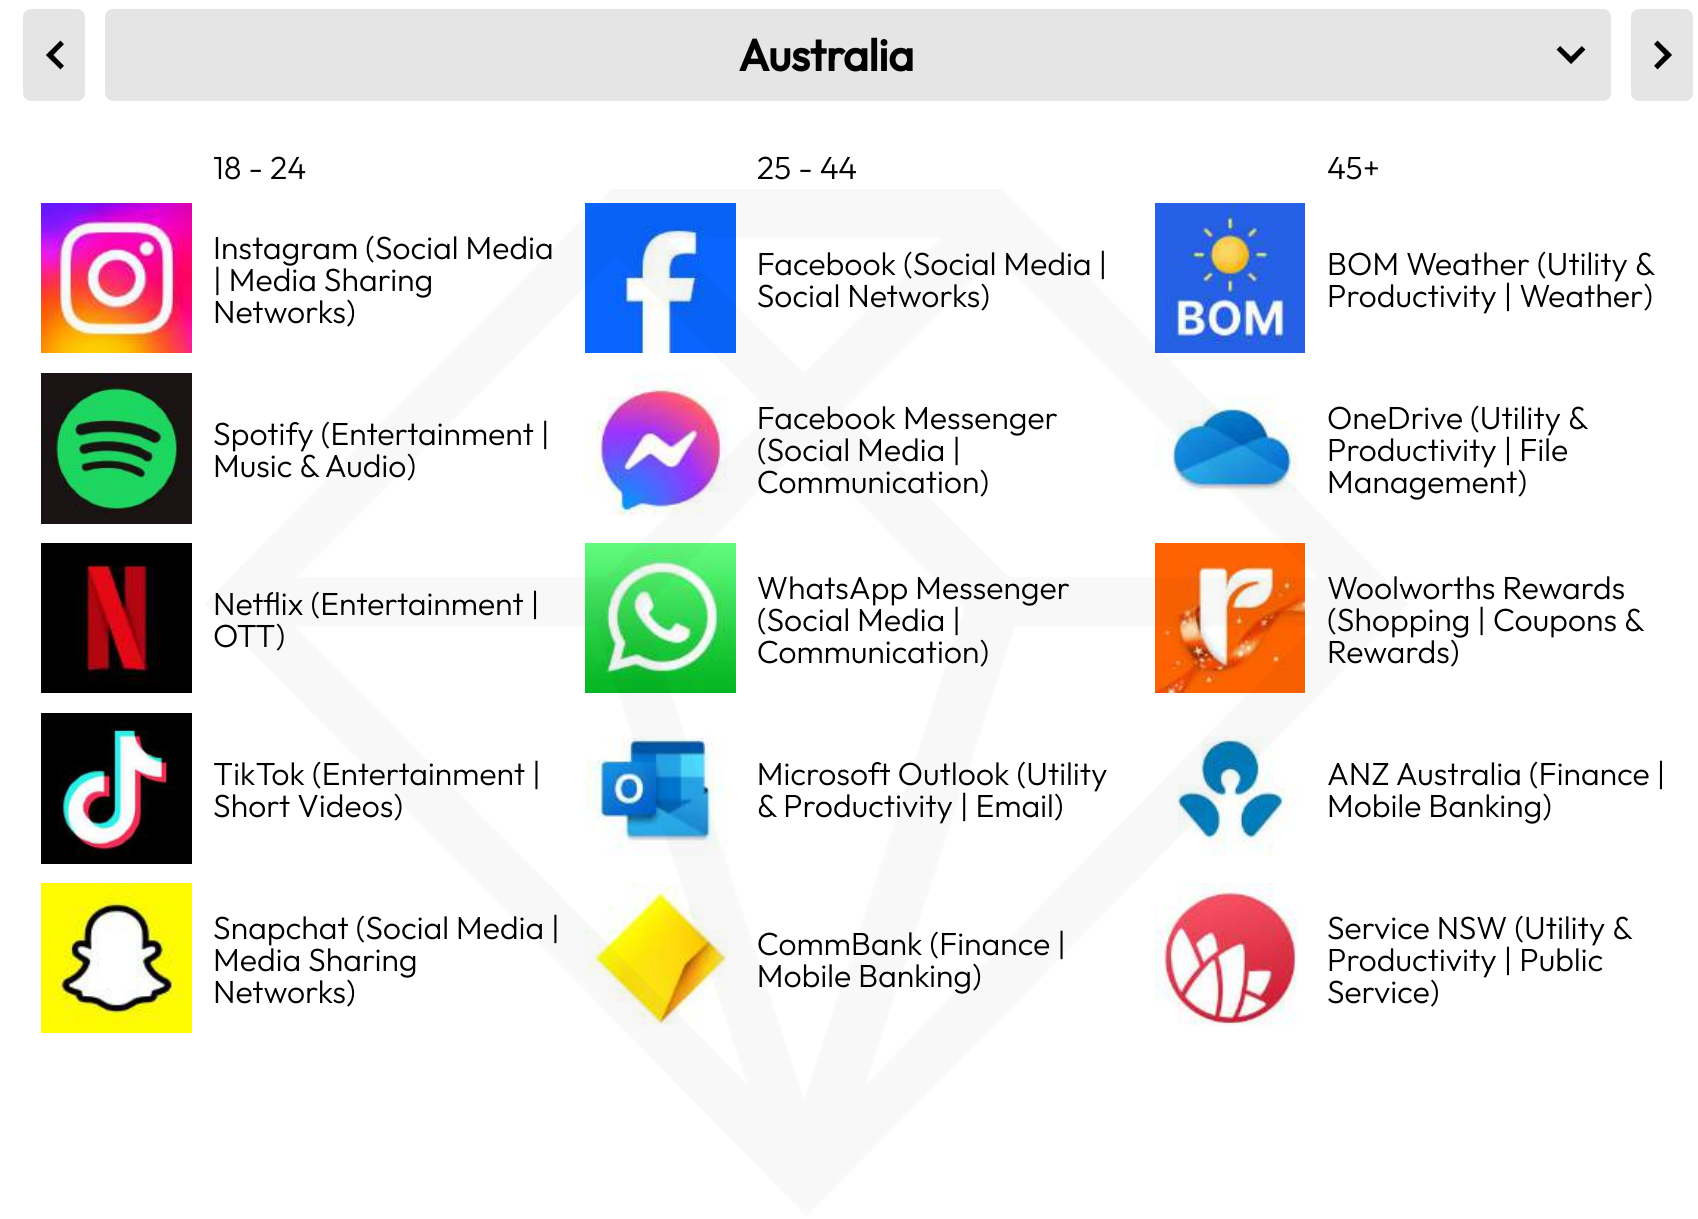 Australia
18 - 24
25 - 44
45+
Instagram (Social Media
| Media Sharing
Networks)
Facebook (Social Media |
Social Networks)
BOM
BOM Weather (Utility &
Productivity | Weather)
Spotify (Entertainment |
Music & Audio)
Facebook Messenger
(Social Media |
Communication)
OneDrive (Utility &
Productivity | File
Management)
Netflix (Entertainment |
OTT)
WhatsApp Messenger
(Social Media |
Communication)
Woolworths Rewards
(Shopping | Coupons &
Rewards)
TikTok (Entertainment |
Short Videos)
Microsoft Outlook (Utility
& Productivity | Email)
ANZ Australia (Finance |
Mobile Banking)
Snapchat (Social Media |
Media Sharing
Networks)
CommBank (Finance |
Mobile Banking)
Service NSW (Utility &
Productivity | Public
Service)